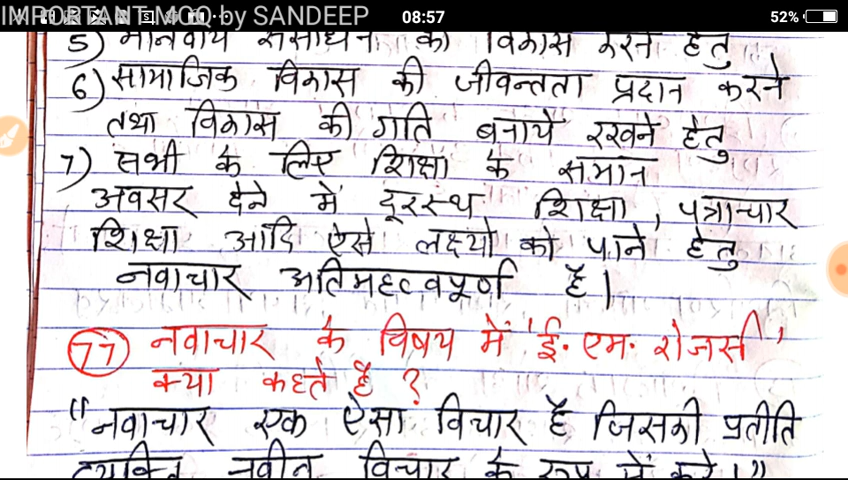 IMPORTANT MCQ by SANDEEP 08:57 52%
5) मानवीय संसाधन का विकास करने हेतु
6) सामाजिक विकास की जीवन्तता प्रदान करने
तथा विकास की गति बनाये रखने हेतु
7) सभी के लिए शिक्षा के समान
अवसर देने में दूरस्थ शिक्षा, पत्राचार
शिक्षा आदि ऐसे लक्ष्यो को पाने हेतु
नवाचार अतिमहत्वपूर्ण है।
77 नवाचार के विषय में 'ई. एम. रोजर्स'
क्या कहते है ?
"नवाचार एक ऐसा विचार है जिसकी प्रतीति
व्यक्ति नवीन विचार के रूप में करे।"